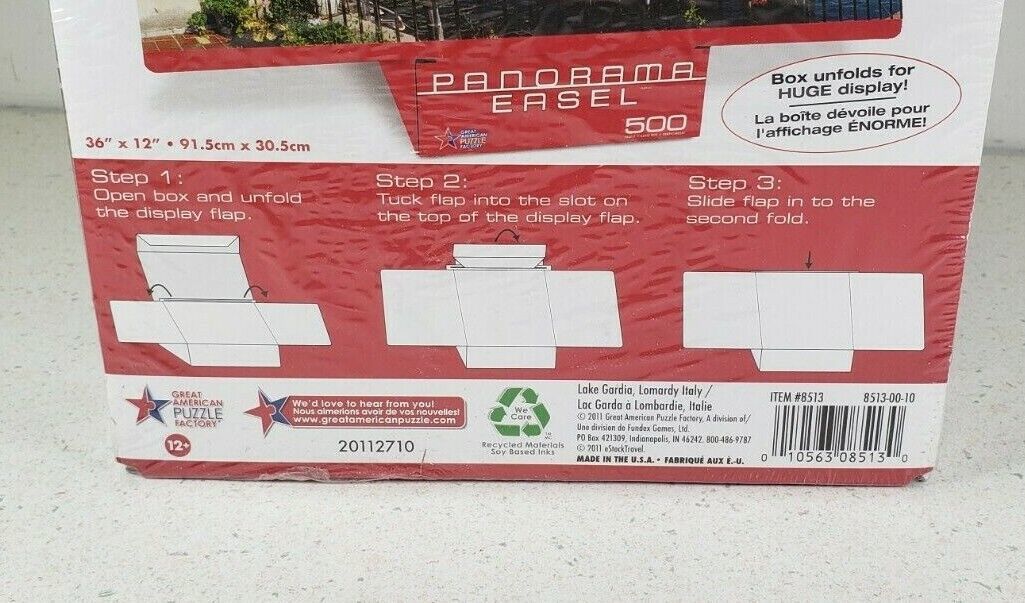 PANORAMA
EASEL
500
GREAT
AMERICAN
PUZZLE
FACTORY
Box unfolds for
HUGE display!
La boîte dévoile pour
l'affichage ÉNORME!
36" x 12" • 91.5cm x 30.5cm
Step 1:
Open box and unfold
the display flap.
Step 2:
Tuck flap into the slot on
the top of the display flap.
Step 3:
Slide flap in to the
second fold.
GREAT
AMERICAN
PUZZLE
FACTORY
12+
We'd love to hear from you!
Nous aimerions avoir de vos nouvelles!
www.greatamericanpuzzle.com
20112710
We
Care
Recycled Materials
Soy Based Inks
Lake Gardia, Lomardy Italy /
Lac Garda à Lombardie, Italie
© 2011 Great American Puzzle Factory, A division of/
Une division de Fundex Games, Ltd.
PO Box 421309, Indianapolis, IN 46242. 800-486-9787
© 2011 eStockTravel.
MADE IN THE U.S.A. • FABRIQUÉ AUX É.-U.
ITEM #8513
8513-00-10
0 10563 08513 0